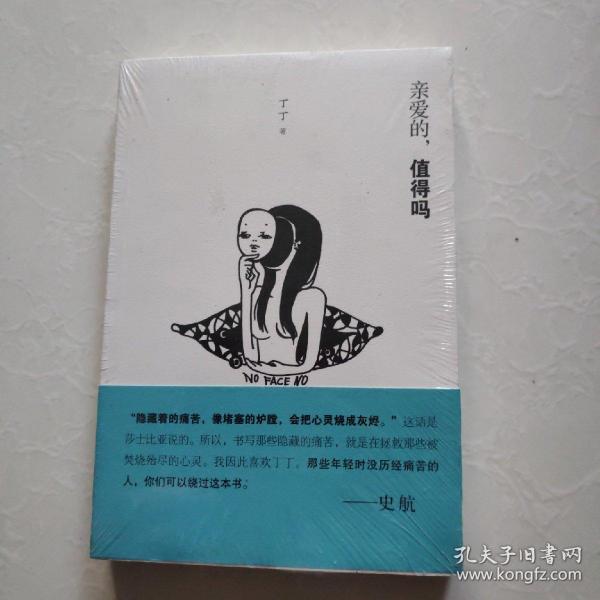 亲爱的，值得吗
丁丁 著
NO FACE NO
“隐藏着的痛苦，像堵塞的炉膛，会把心灵烧成灰烬。”这话是
莎士比亚说的。所以，书写那些隐藏的痛苦，就是在拯救那些被
焚烧殆尽的心灵。我因此喜欢丁丁。那些年轻时没历经痛苦的
人，你们可以绕过这本书。
——史航
孔夫子旧书网
www.kongfz.com